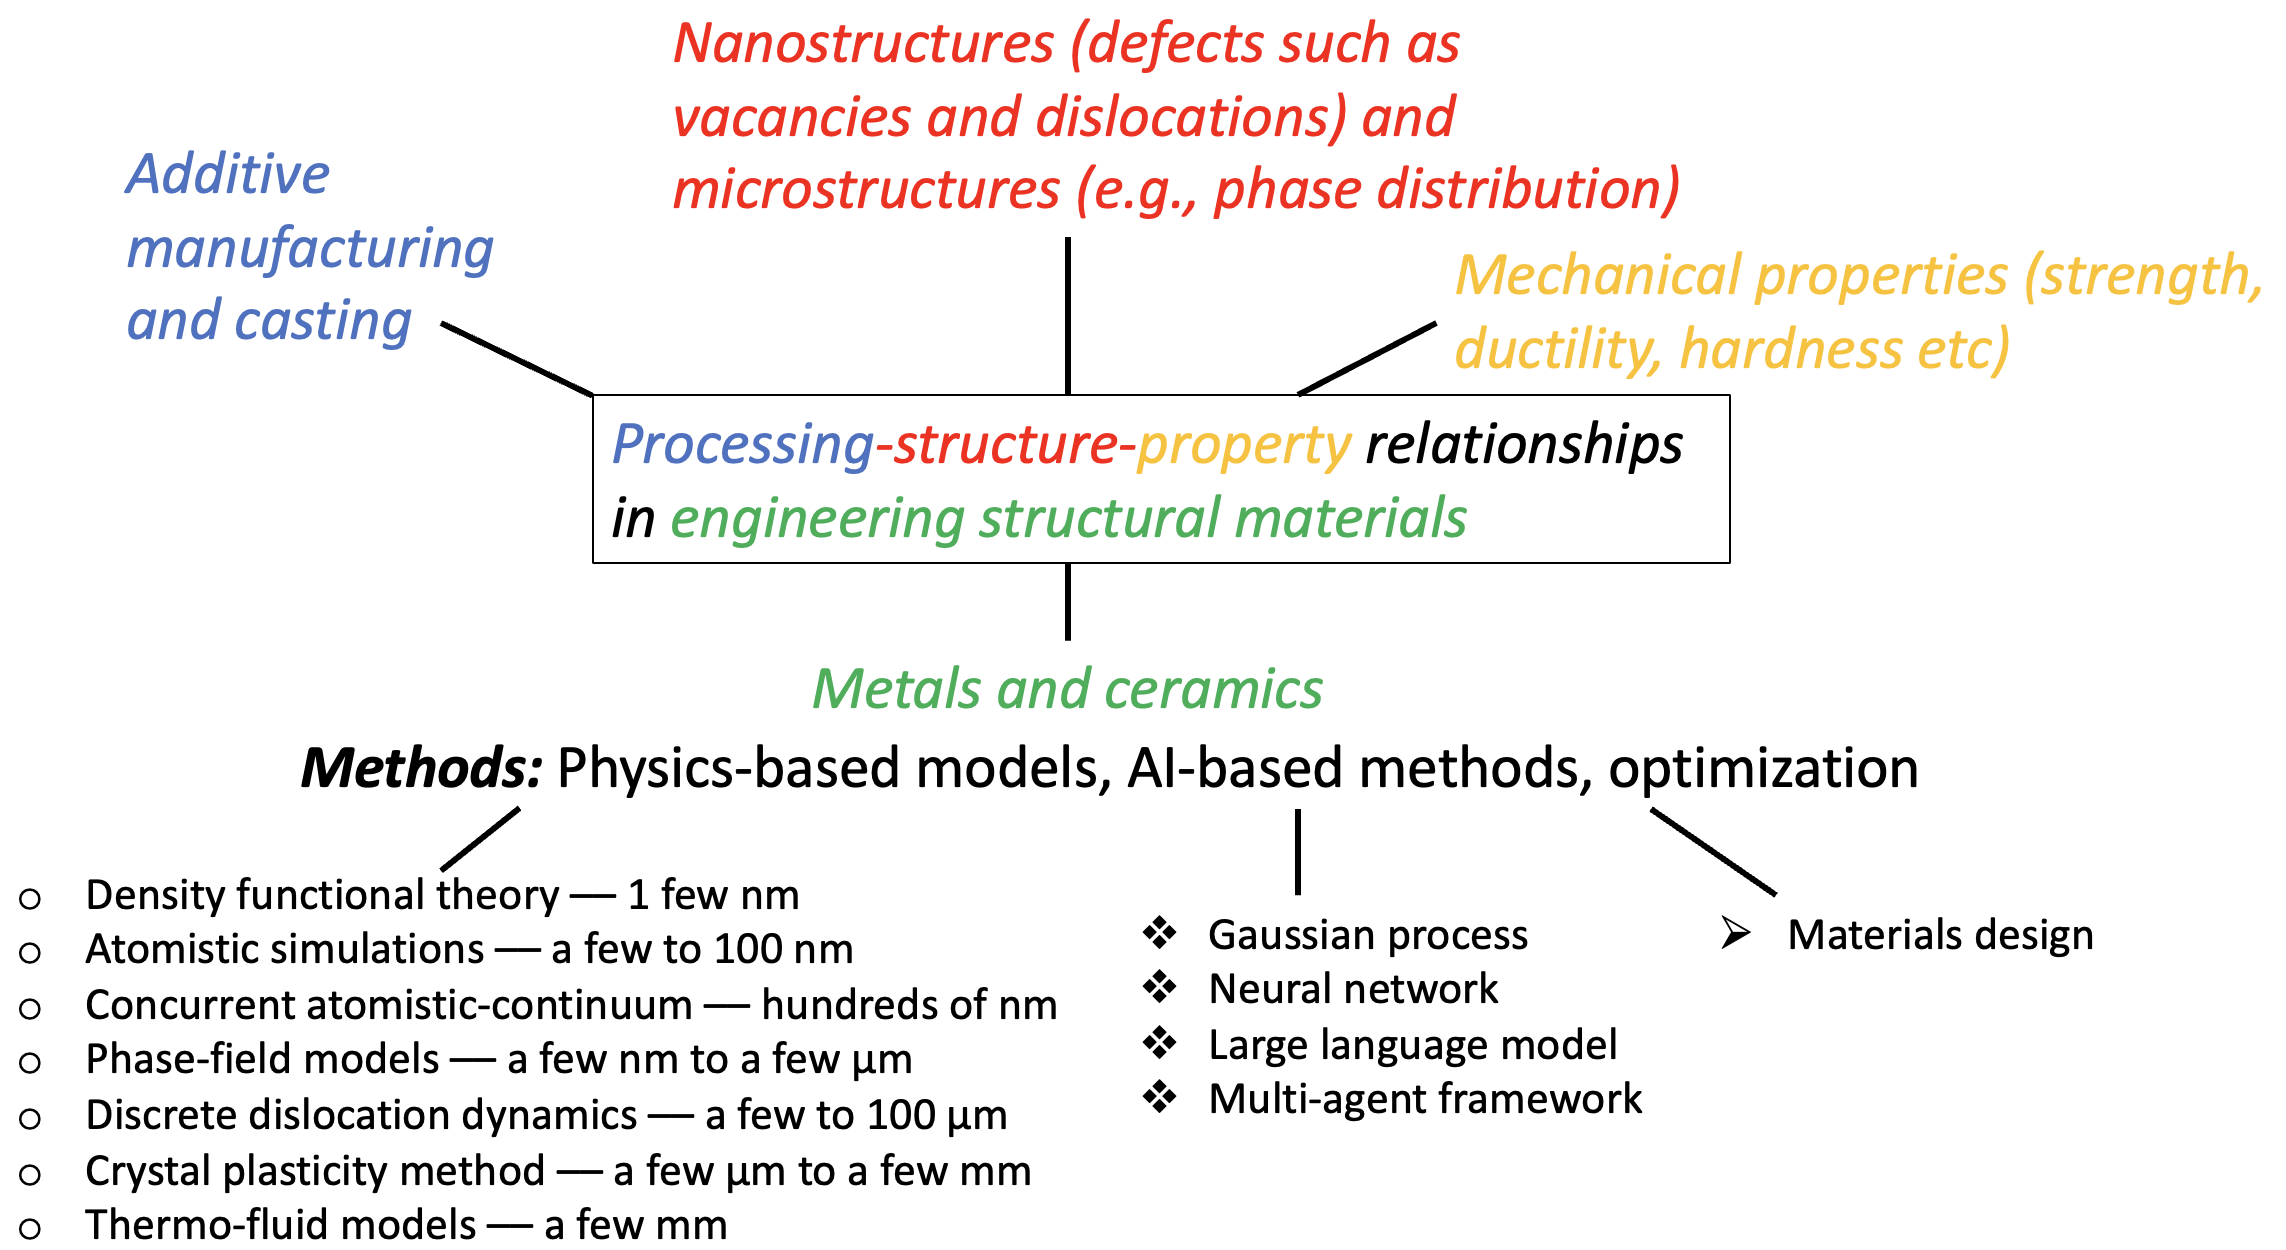 Nanostructures (defects such as
vacancies and dislocations) and
microstructures (e.g., phase distribution)
Additive
manufacturing
and casting
Mechanical properties (strength,
ductility, hardness etc)
Processing-structure-property relationships
in engineering structural materials
Metals and ceramics
Methods: Physics-based models, AI-based methods, optimization
o Density functional theory — 1 few nm
o Atomistic simulations — a few to 100 nm
o Concurrent atomistic-continuum — hundreds of nm
o Phase-field models — a few nm to a few µm
o Discrete dislocation dynamics — a few to 100 µm
o Crystal plasticity method — a few µm to a few mm
o Thermo-fluid models — a few mm
❖ Gaussian process
❖ Neural network
❖ Large language model
❖ Multi-agent framework
➢ Materials design